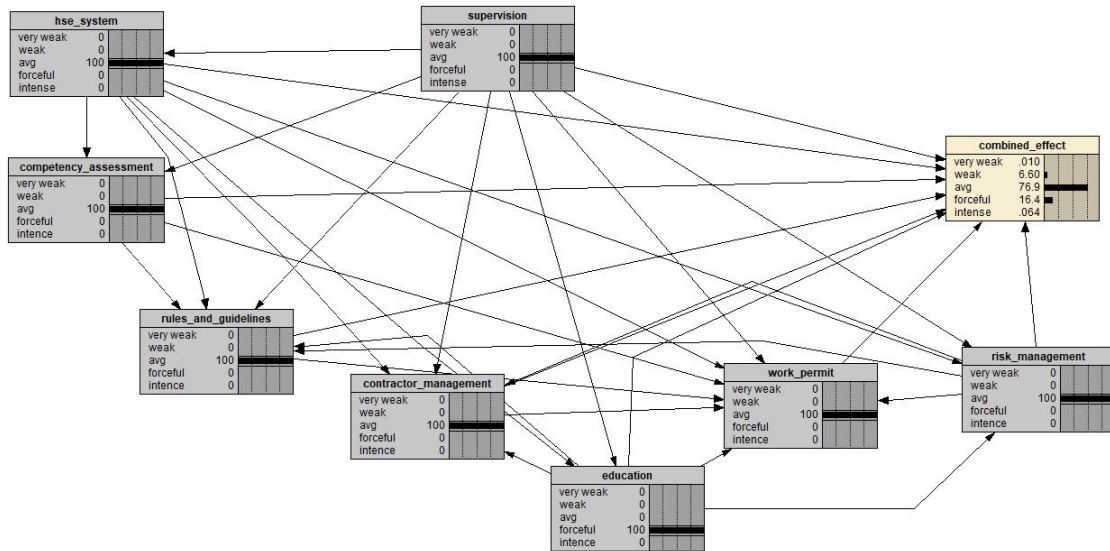 hse_system
very weak 0
weak 0
avg 100
forceful 0
intense 0
supervision
very weak 0
weak 0
avg 100
forceful 0
intense 0
combined_effect
very weak .010
weak 6.60
avg 76.9
forceful 16.4
intense .064
competency_assessment
very weak 0
weak 0
avg 100
forceful 0
intence 0
rules_and_guidelines
very weak 0
weak 0
avg 100
forceful 0
intence 0
contractor_management
very weak 0
weak 0
avg 100
forceful 0
intence 0
work_permit
very weak 0
weak 0
avg 100
forceful 0
intence 0
risk_management
very weak 0
weak 0
avg 100
forceful 0
intence 0
education
very weak 0
weak 0
avg 0
forceful 100
intence 0